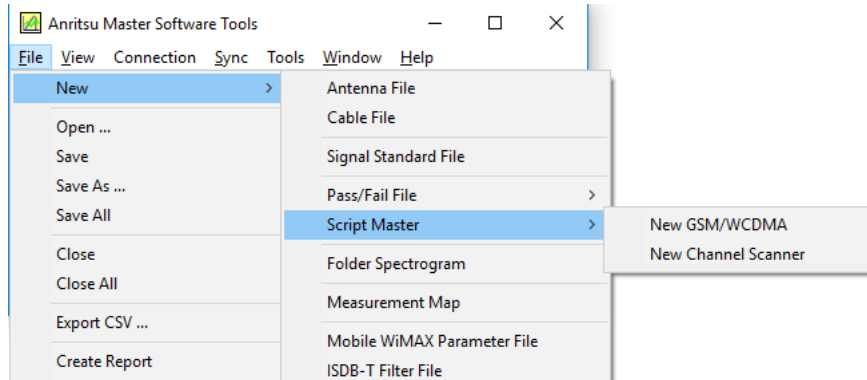 Anritsu Master Software Tools
File View Connection Sync Tools Window Help
New
Open ...
Save
Save As ...
Save All
Close
Close All
Export CSV ...
Create Report
Antenna File
Cable File
Signal Standard File
Pass/Fail File
Script Master
Folder Spectrogram
Measurement Map
Mobile WiMAX Parameter File
ISDB-T Filter File
New GSM/WCDMA
New Channel Scanner